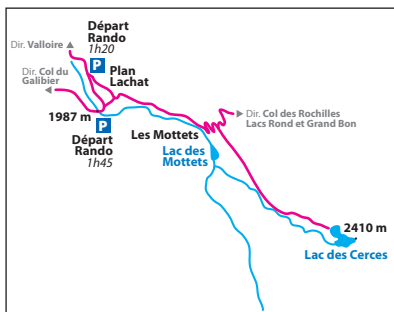 Départ
Rando
1h20
Dir. Valloire
P
Plan
Lachat
Dir. Col du
Galibier
1987 m
P
Départ
Rando
1h45
Les Mottets
Dir. Col des Rochilles
Lacs Rond et Grand Bon
Lac des
Mottets
2410 m
Lac des Cerces